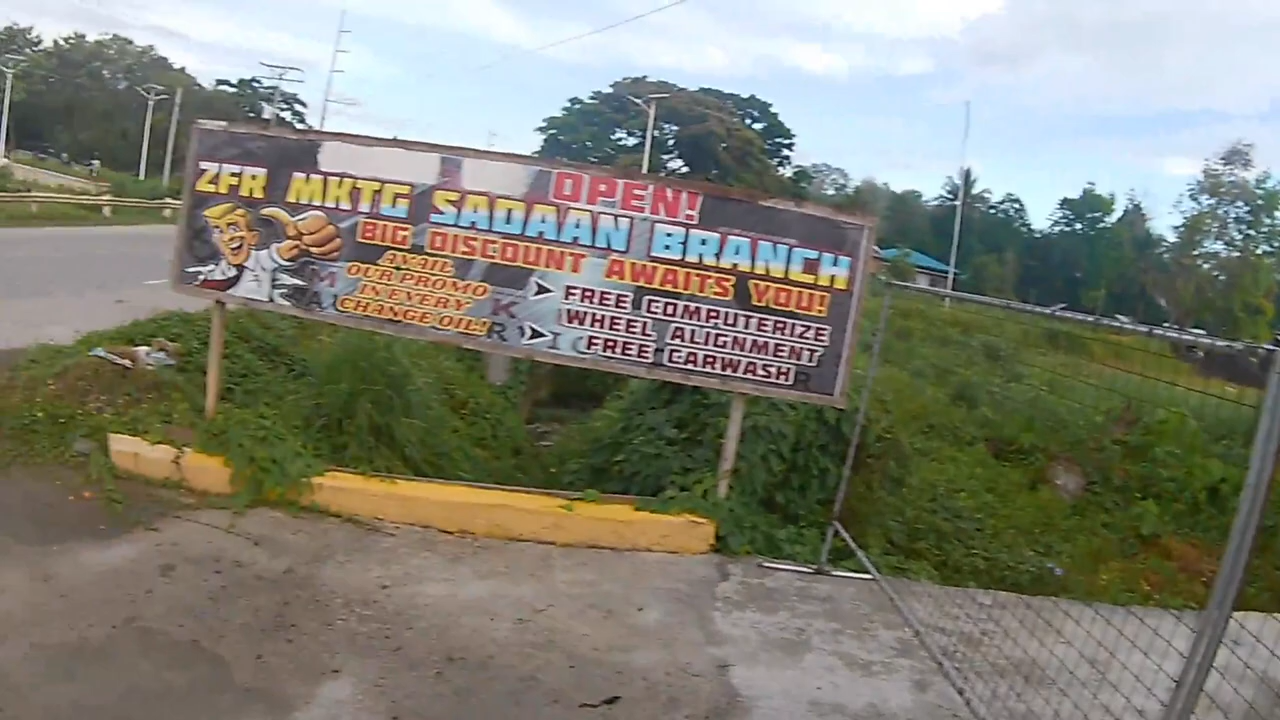 OPEN!
ZFR MKTG SADAAN BRANCH
BIG DISCOUNT AWAITS YOU!
AVAIL
OUR PROMO
IN EVERY
CHANGE OIL!
FREE COMPUTERIZE
WHEEL ALIGNMENT
FREE CARWASH